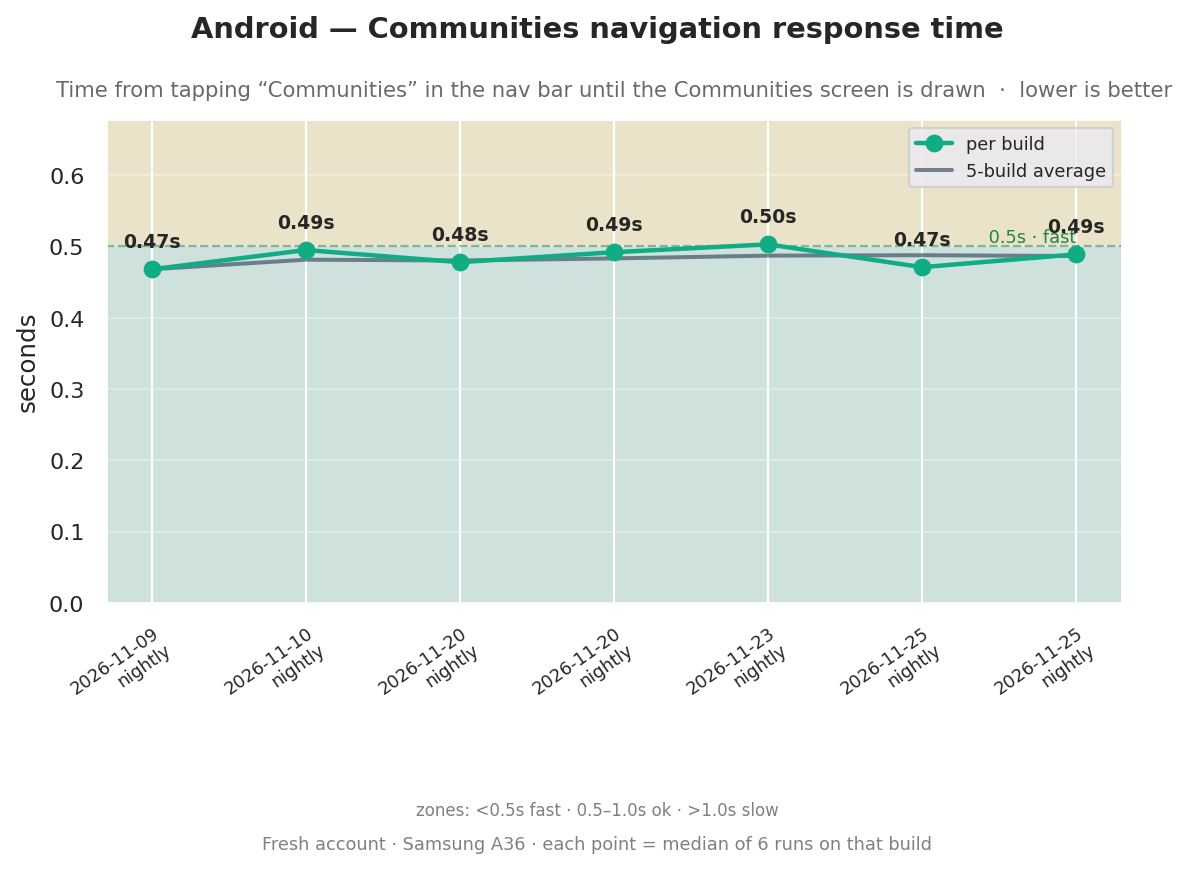 Android — Communities navigation response time
Time from tapping “Communities” in the nav bar until the Communities screen is drawn · lower is better
per build
5-build average
0.6
0.5
0.4
0.3
0.2
0.1
0.0
seconds
0.47s
0.49s
0.48s
0.49s
0.50s
0.47s
0.49s
0.5s · fast
2026-11-09
nightly
2026-11-10
nightly
2026-11-20
nightly
2026-11-20
nightly
2026-11-23
nightly
2026-11-25
nightly
2026-11-25
nightly
zones: <0.5s fast · 0.5–1.0s ok · >1.0s slow
Fresh account · Samsung A36 · each point = median of 6 runs on that build